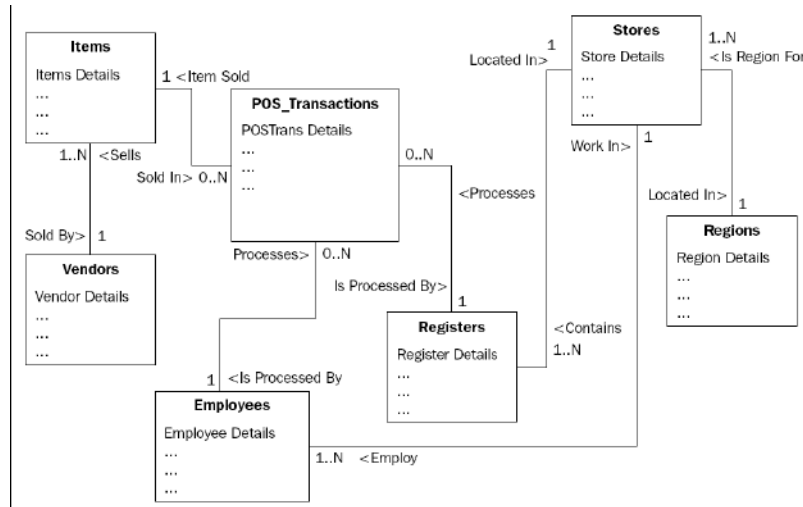 Items
Items Details
...
...
...
1 <Item Sold
POS_Transactions
POSTrans Details
...
...
...
Sold In> 0..N
1..N <Sells
Sold By> 1
Vendors
Vendor Details
...
...
...
Stores
Store Details
...
...
...
1
Located In>
1..N
<Is Region For
Work In> 1
0..N
<Processes
Located In> 1
Regions
Region Details
...
...
...
Processes> 0..N
Is Processed By> 1
Registers
Register Details
...
...
...
<Contains
1..N
1 <Is Processed By
Employees
Employee Details
...
...
...
1..N <Employ